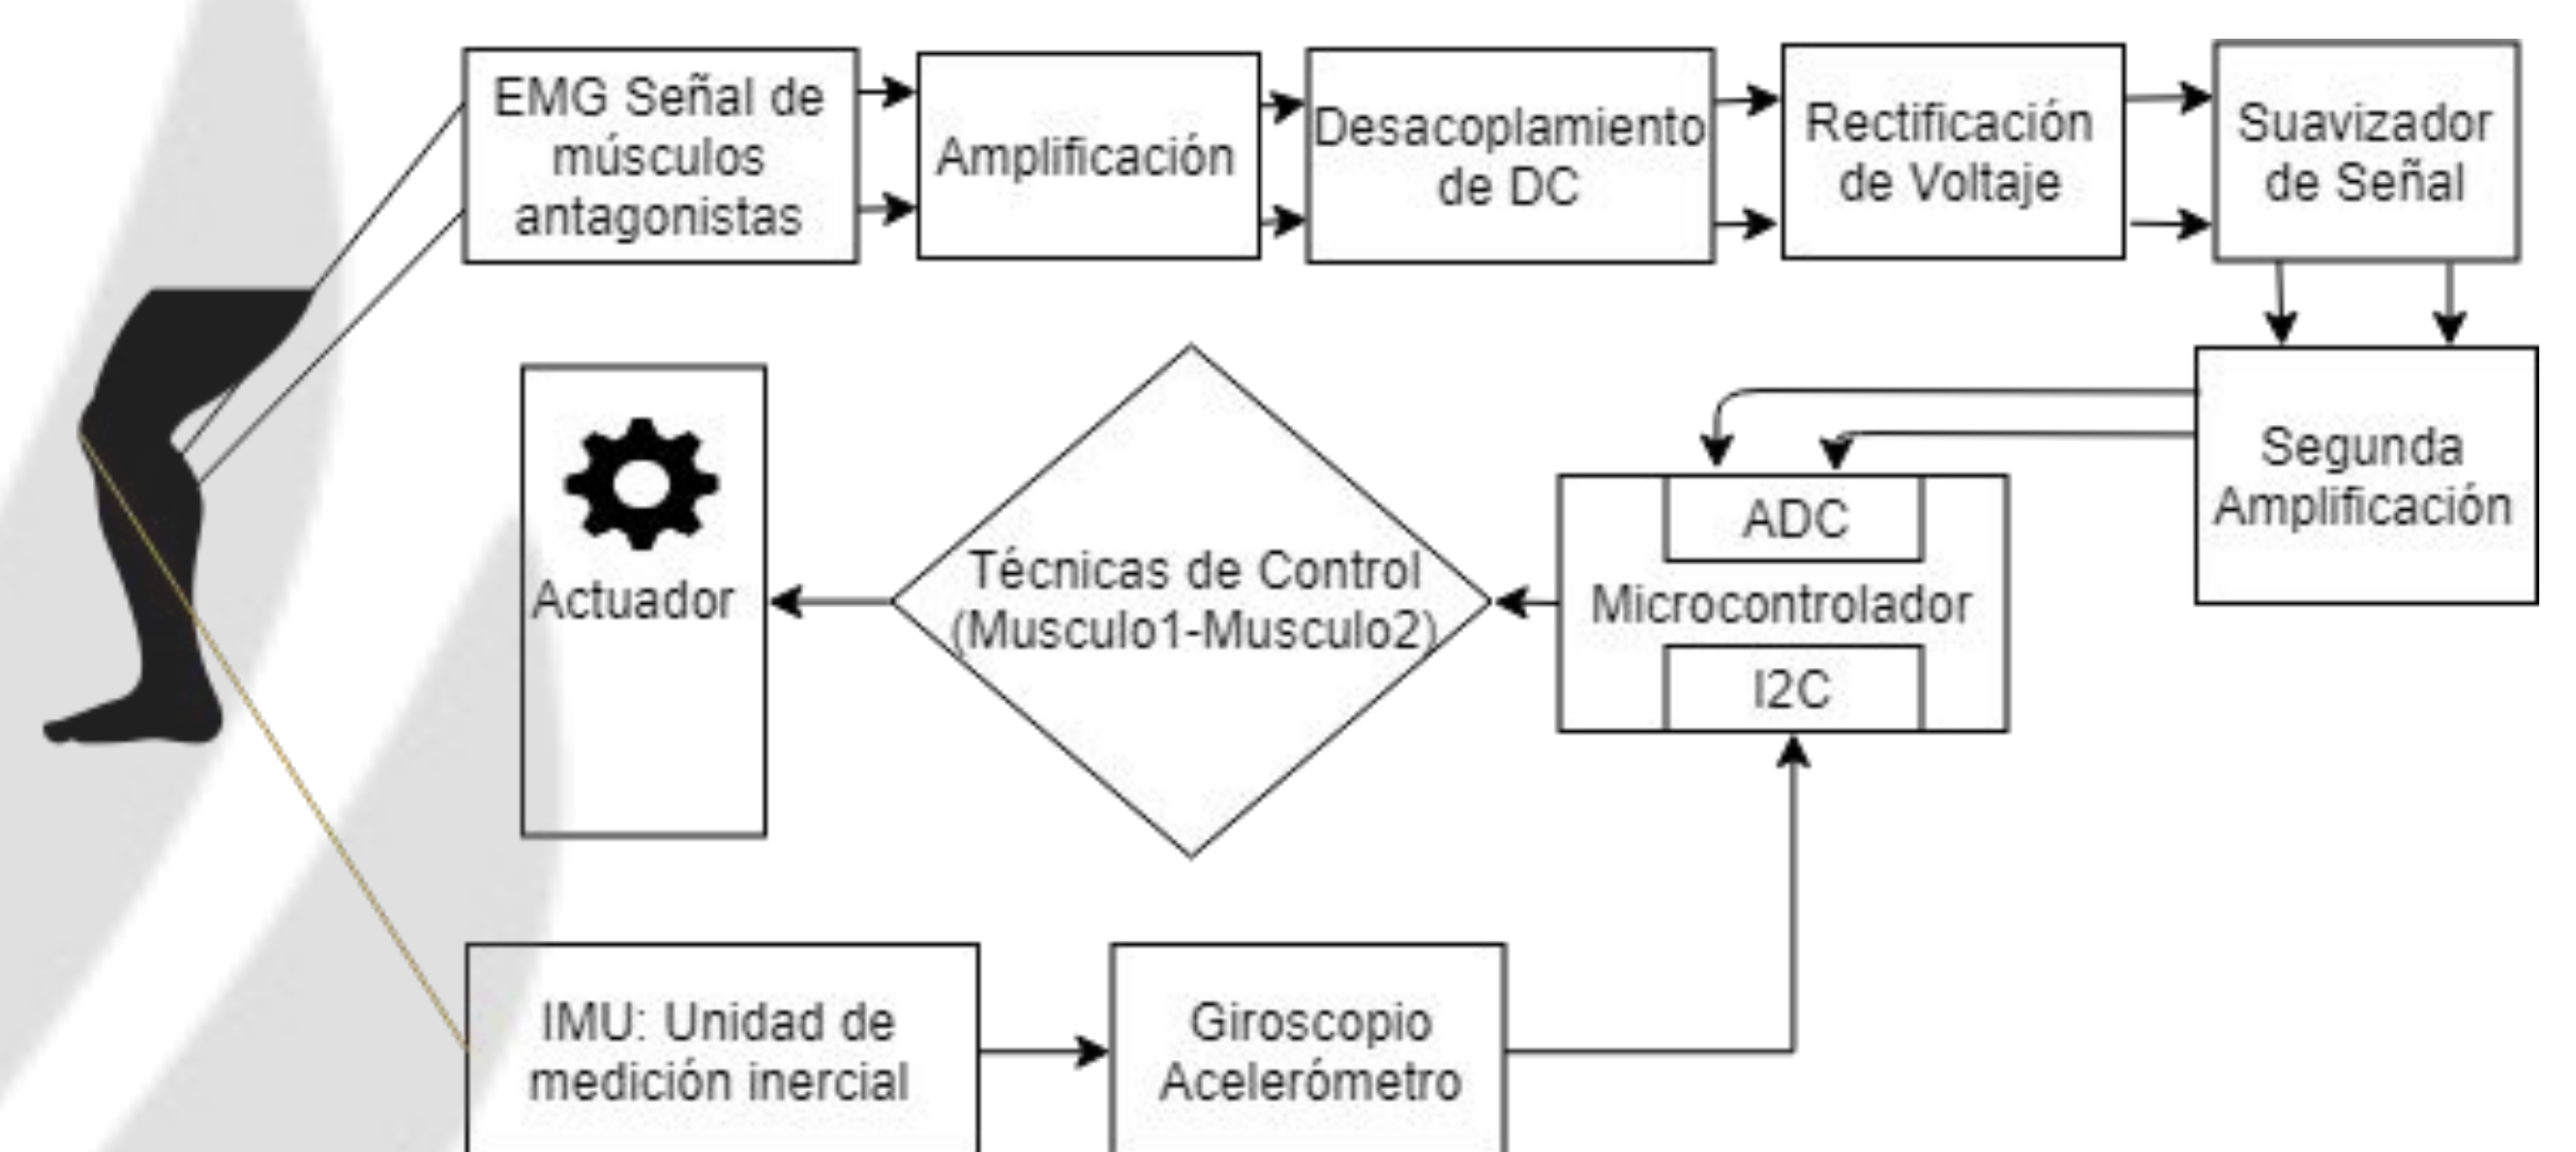 EMG Señal de
músculos
antagonistas
Amplificación
Desacoplamiento
de DC
Rectificación
de Voltaje
Suavizador
de Señal
Segunda
Amplificación
ADC
Microcontrolador
I2C
Técnicas de Control
(Musculo1-Musculo2)
Actuador
IMU: Unidad de
medición inercial
Giroscopio
Acelerómetro